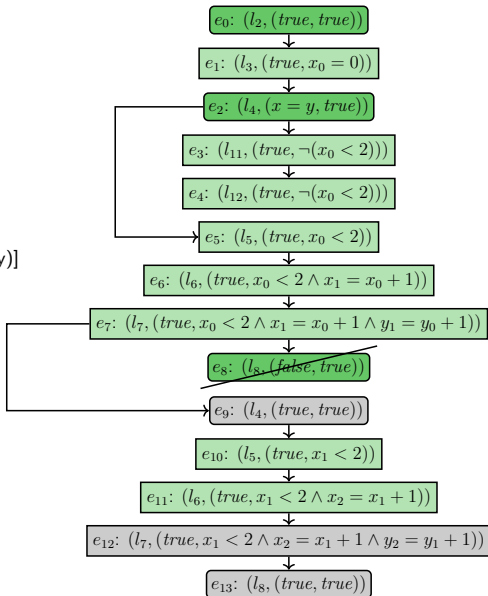 e₀: (l₂, (true, true))
e₁: (l₃, (true, x₀ = 0))
e₂: (l₄, (x = y, true))
e₃: (l₁₁, (true, ¬(x₀ < 2)))
e₄: (l₁₂, (true, ¬(x₀ < 2)))
e₅: (l₅, (true, x₀ < 2))
y)]
e₆: (l₆, (true, x₀ < 2 ∧ x₁ = x₀ + 1))
e₇: (l₇, (true, x₀ < 2 ∧ x₁ = x₀ + 1 ∧ y₁ = y₀ + 1))
e₈: (l₈, (false, true))
e₉: (l₄, (true, true))
e₁₀: (l₅, (true, x₁ < 2))
e₁₁: (l₆, (true, x₁ < 2 ∧ x₂ = x₁ + 1))
e₁₂: (l₇, (true, x₁ < 2 ∧ x₂ = x₁ + 1 ∧ y₂ = y₁ + 1))
e₁₃: (l₈, (true, true))